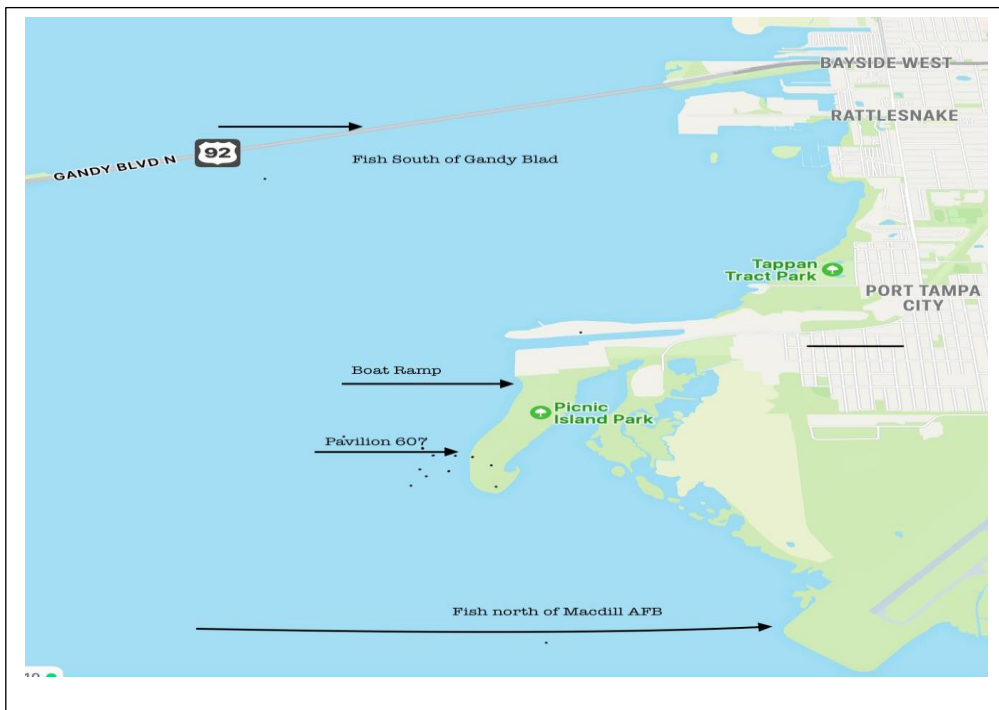 BAYSIDE WEST
RATTLESNAKE
92
GANDY BLVD N
Fish South of Gandy Blad
Tappan
Tract Park
PORT TAMPA
CITY
Boat Ramp
Picnic
Island Park
Pavilion 607
Fish north of Macdill AFB